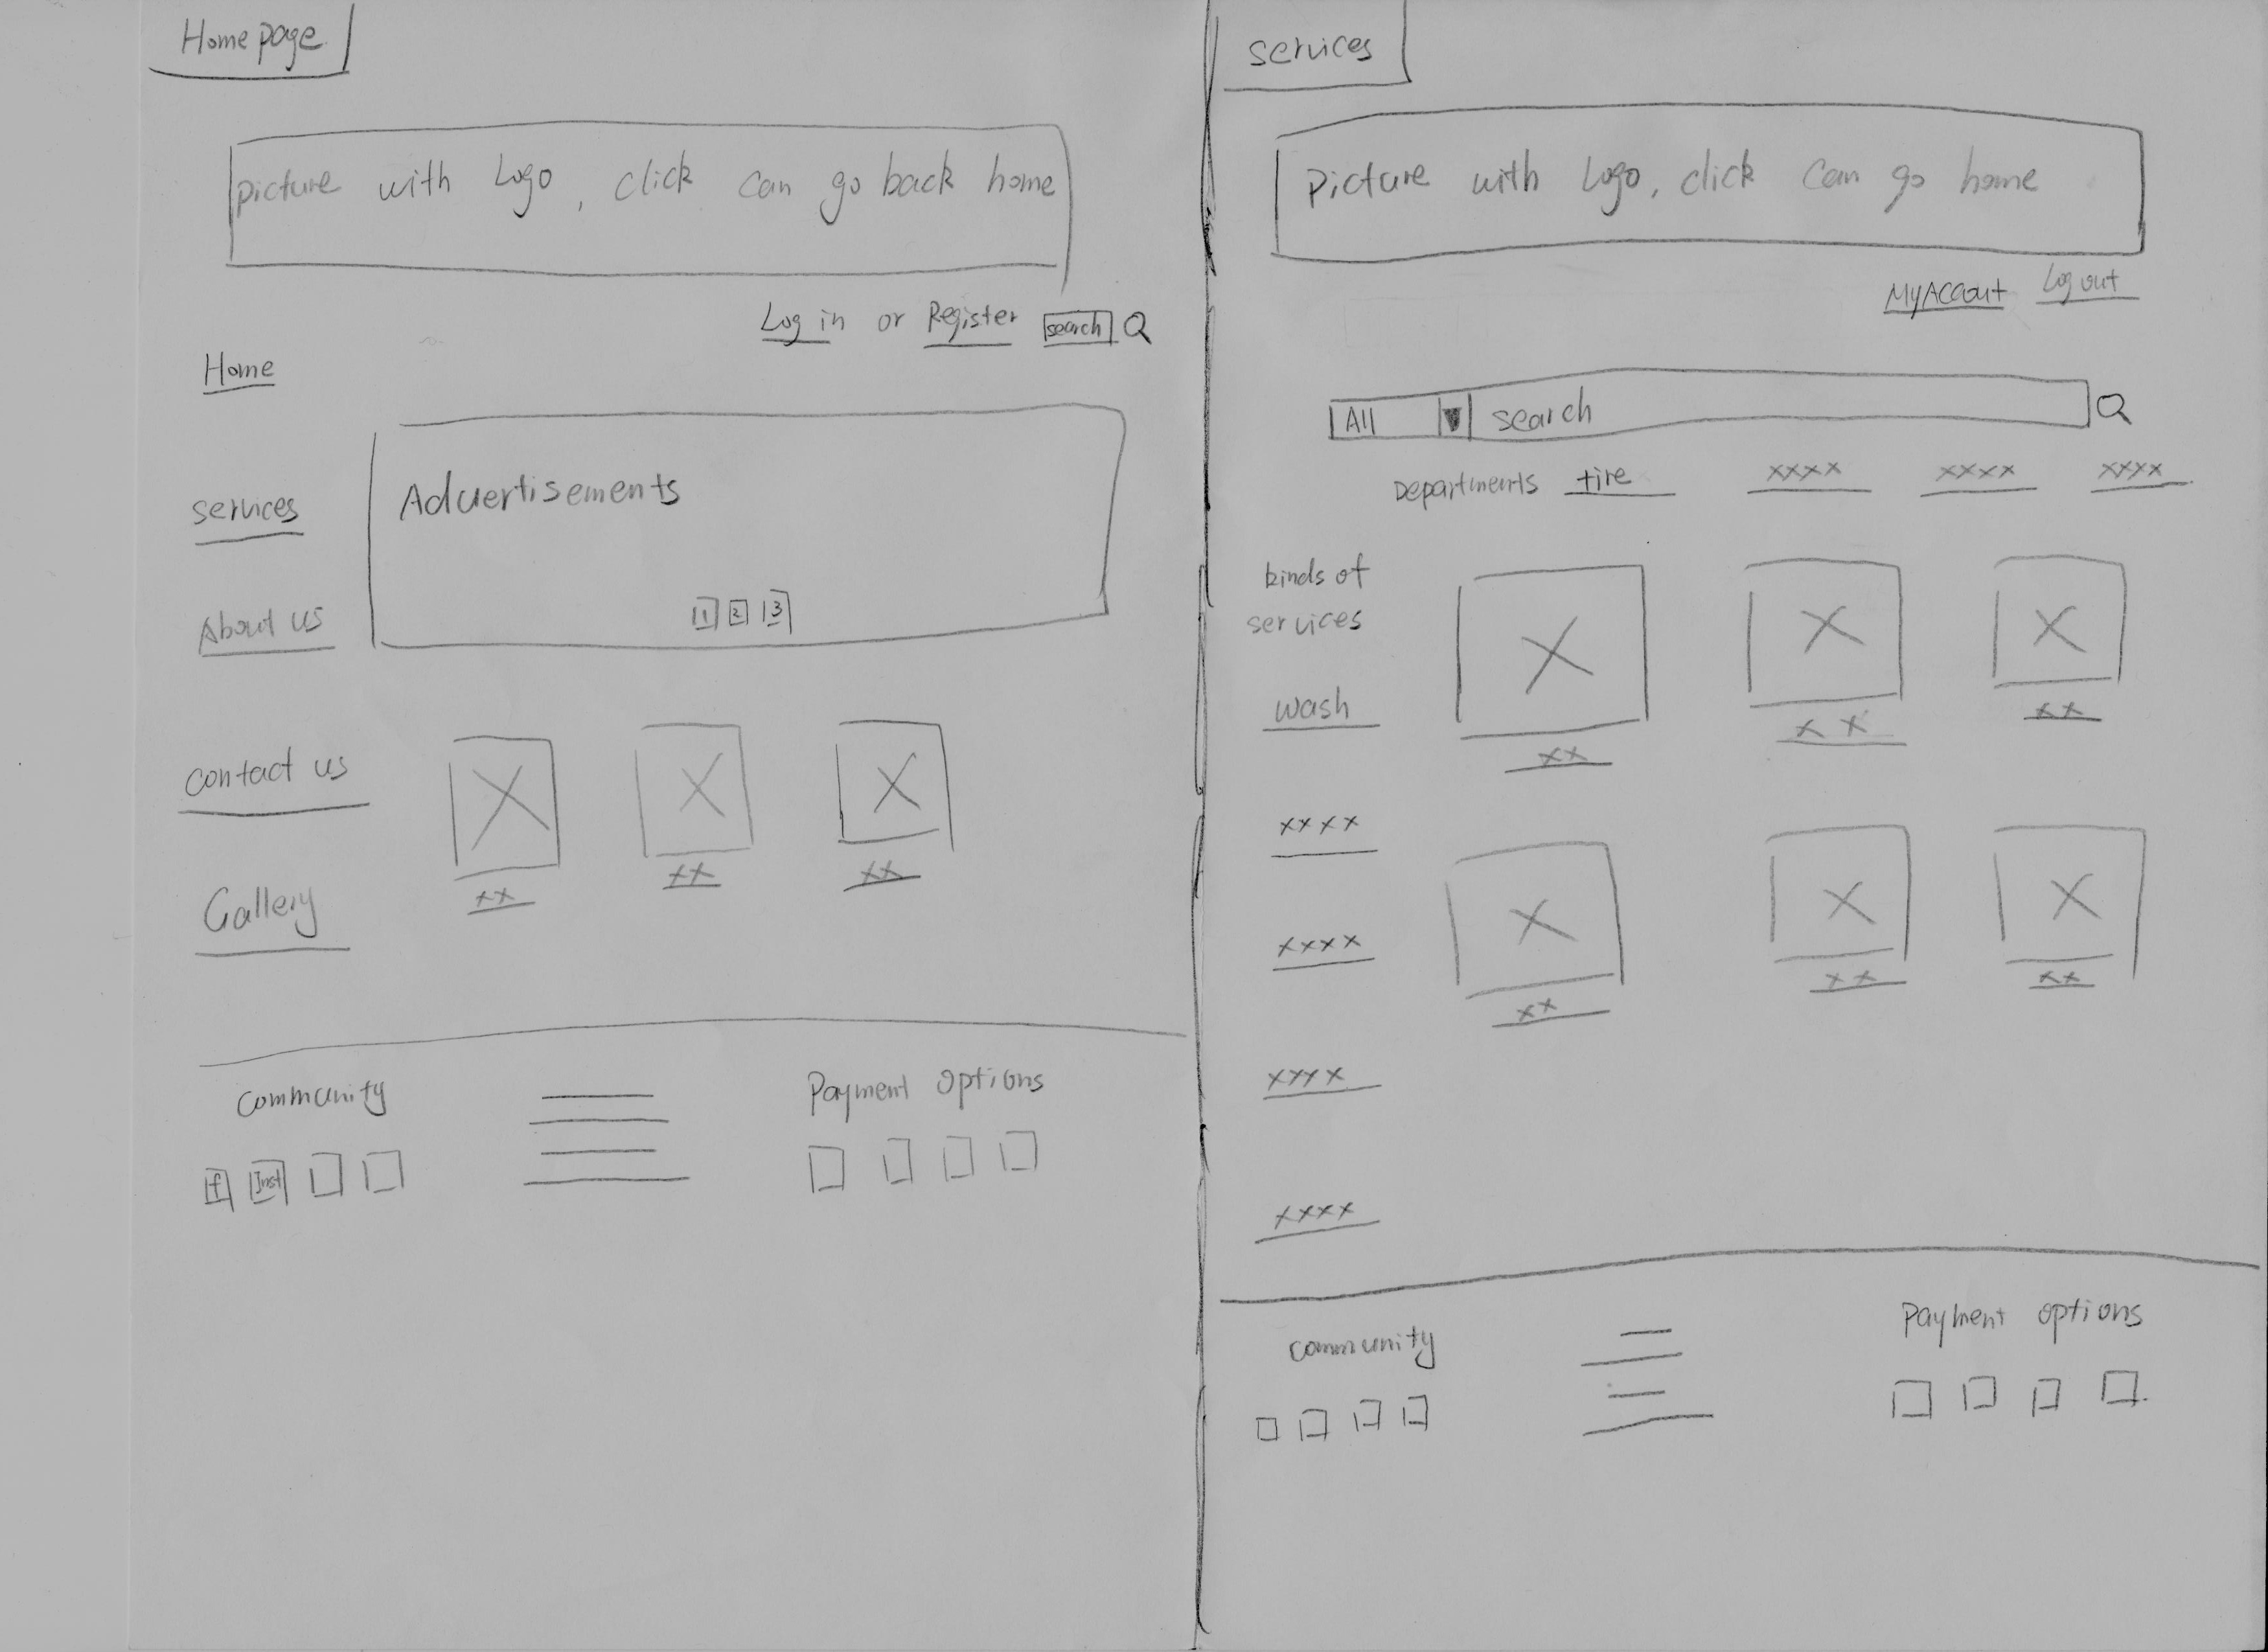 Home page
picture with Logo, click can go back home
Log in or Register search
Home
services
Advertisements
1 2 3
About us
contact us
xx xx xx
Gallery
community
Payment options
f Inst
services
picture with Logo, click can go home
MyAccout Log out
All search
Departments tire xxxx xxxx xxxx
kinds of
services
wash
xx xx xx
xxxx
xxxx
xx xx xx
xxxx
xxxx
community
Payment options